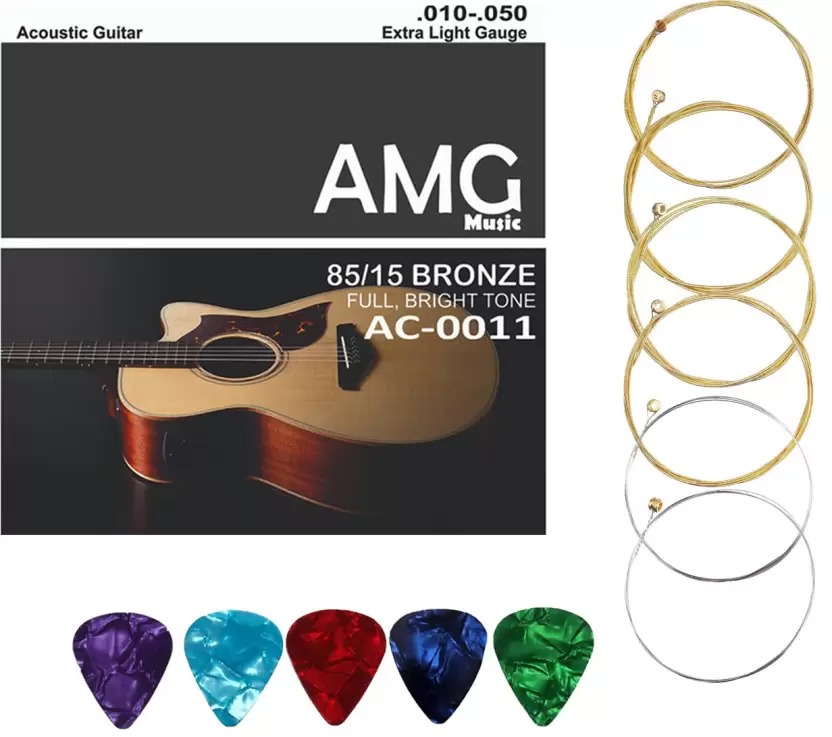 .010-.050
Acoustic Guitar
Extra Light Gauge
AMG
Music
85/15 BRONZE
FULL, BRIGHT TONE
AC-0011